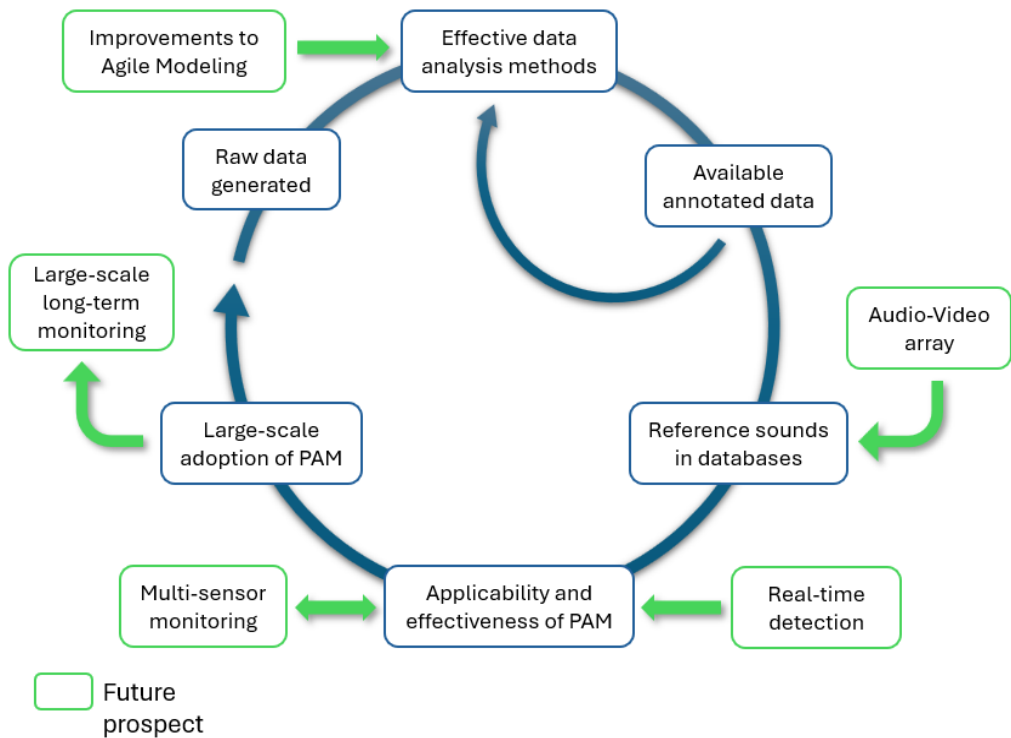 Improvements to
Agile Modeling
Effective data
analysis methods
Raw data
generated
Available
annotated data
Large-scale
long-term
monitoring
Audio-Video
array
Large-scale
adoption of PAM
Reference sounds
in databases
Multi-sensor
monitoring
Applicability and
effectiveness of PAM
Real-time
detection
Future
prospect